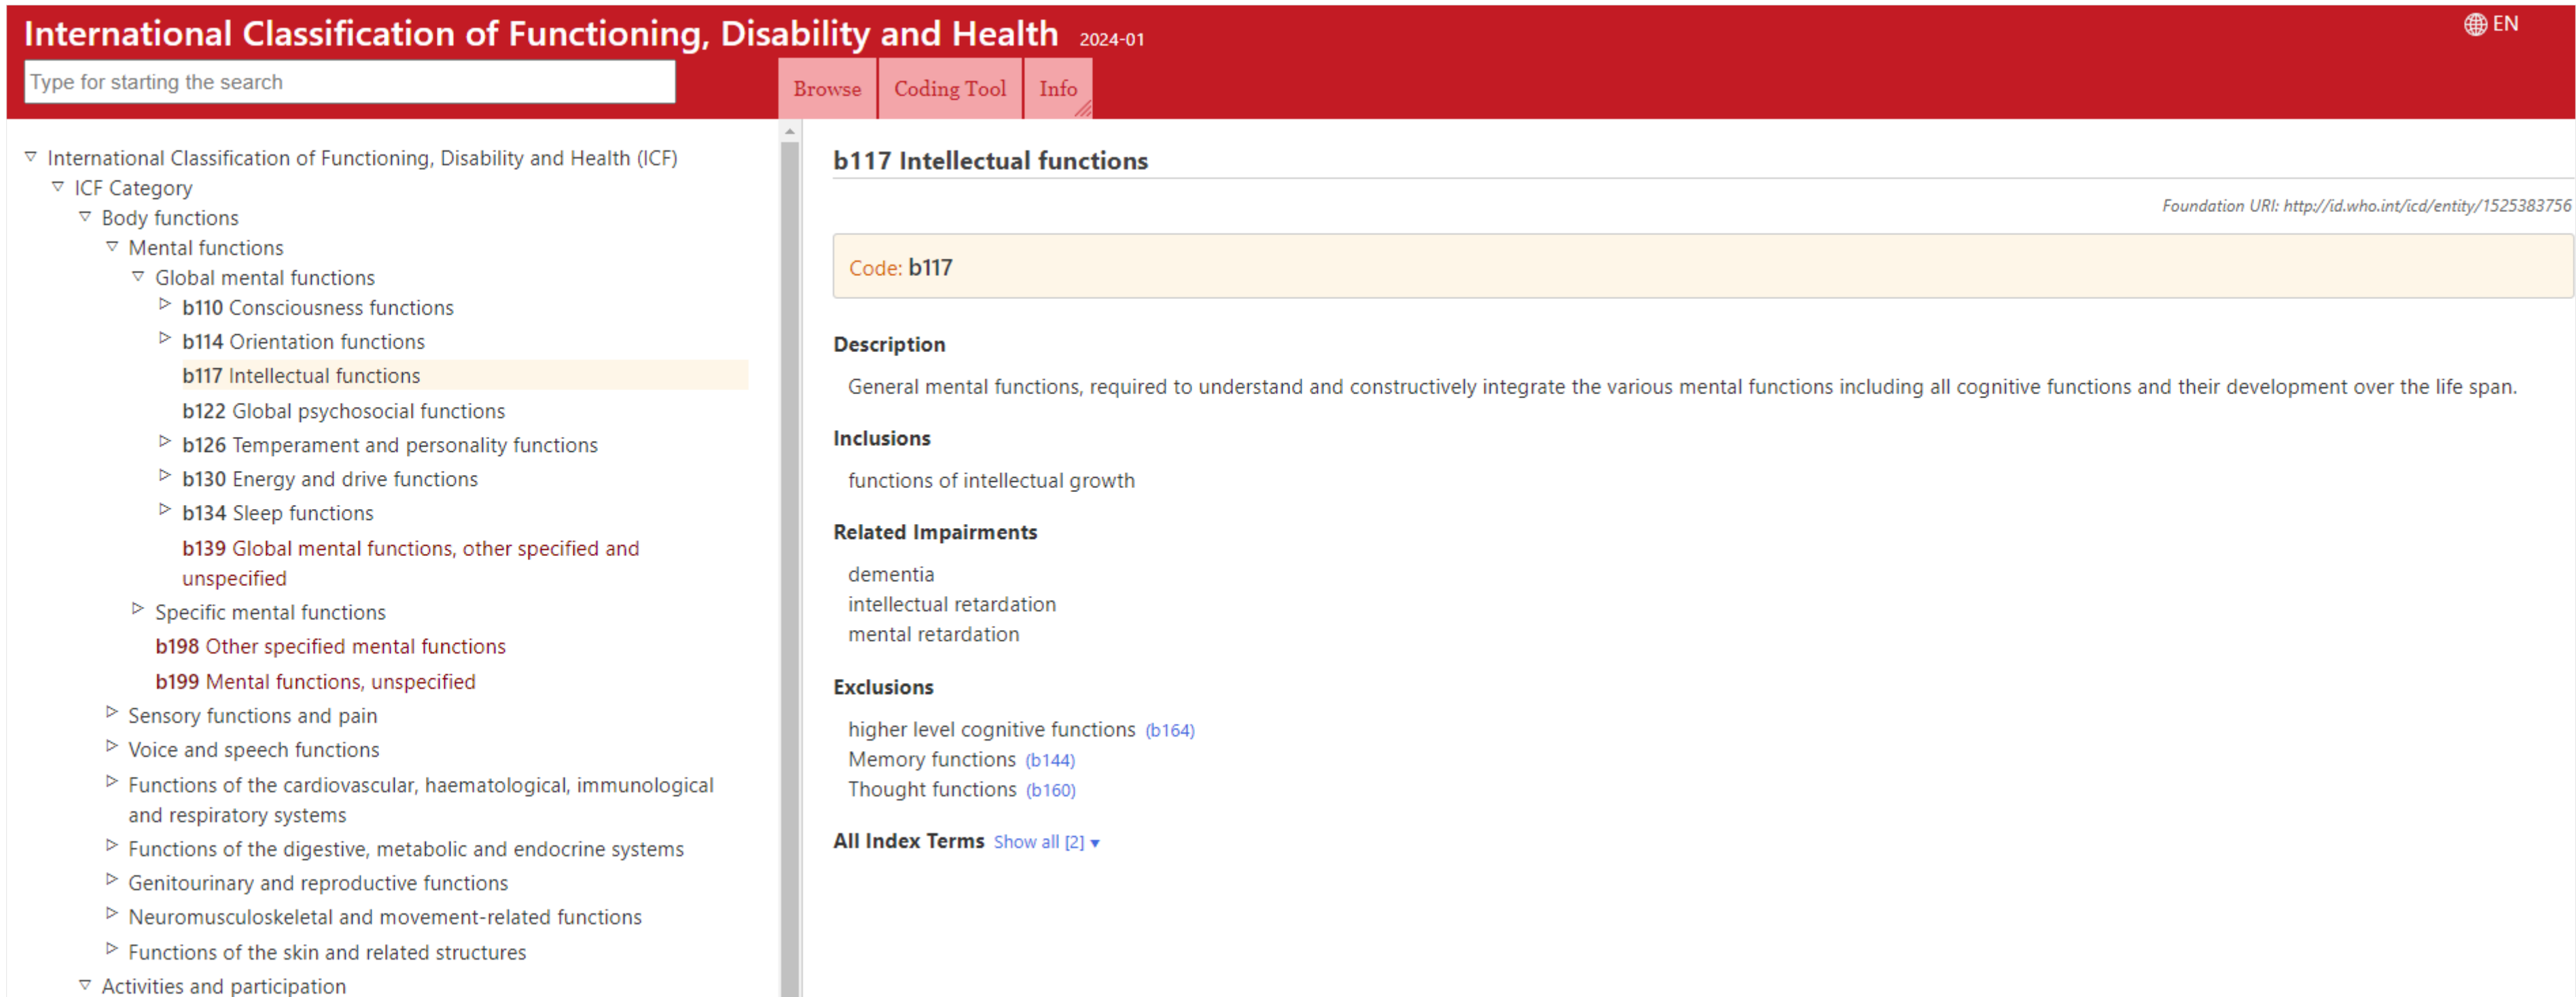 International Classification of Functioning, Disability and Health 2024-01
EN
Type for starting the search
Browse
Coding Tool
Info
International Classification of Functioning, Disability and Health (ICF)
ICF Category
Body functions
Mental functions
Global mental functions
b110 Consciousness functions
b114 Orientation functions
b117 Intellectual functions
b122 Global psychosocial functions
b126 Temperament and personality functions
b130 Energy and drive functions
b134 Sleep functions
b139 Global mental functions, other specified and
unspecified
Specific mental functions
b198 Other specified mental functions
b199 Mental functions, unspecified
Sensory functions and pain
Voice and speech functions
Functions of the cardiovascular, haematological, immunological
and respiratory systems
Functions of the digestive, metabolic and endocrine systems
Genitourinary and reproductive functions
Neuromusculoskeletal and movement-related functions
Functions of the skin and related structures
Activities and participation
b117 Intellectual functions
Foundation URI: http://id.who.int/icd/entity/1525383756
Code: b117
Description
General mental functions, required to understand and constructively integrate the various mental functions including all cognitive functions and their development over the life span.
Inclusions
functions of intellectual growth
Related Impairments
dementia
intellectual retardation
mental retardation
Exclusions
higher level cognitive functions (b164)
Memory functions (b144)
Thought functions (b160)
All Index Terms Show all [2]